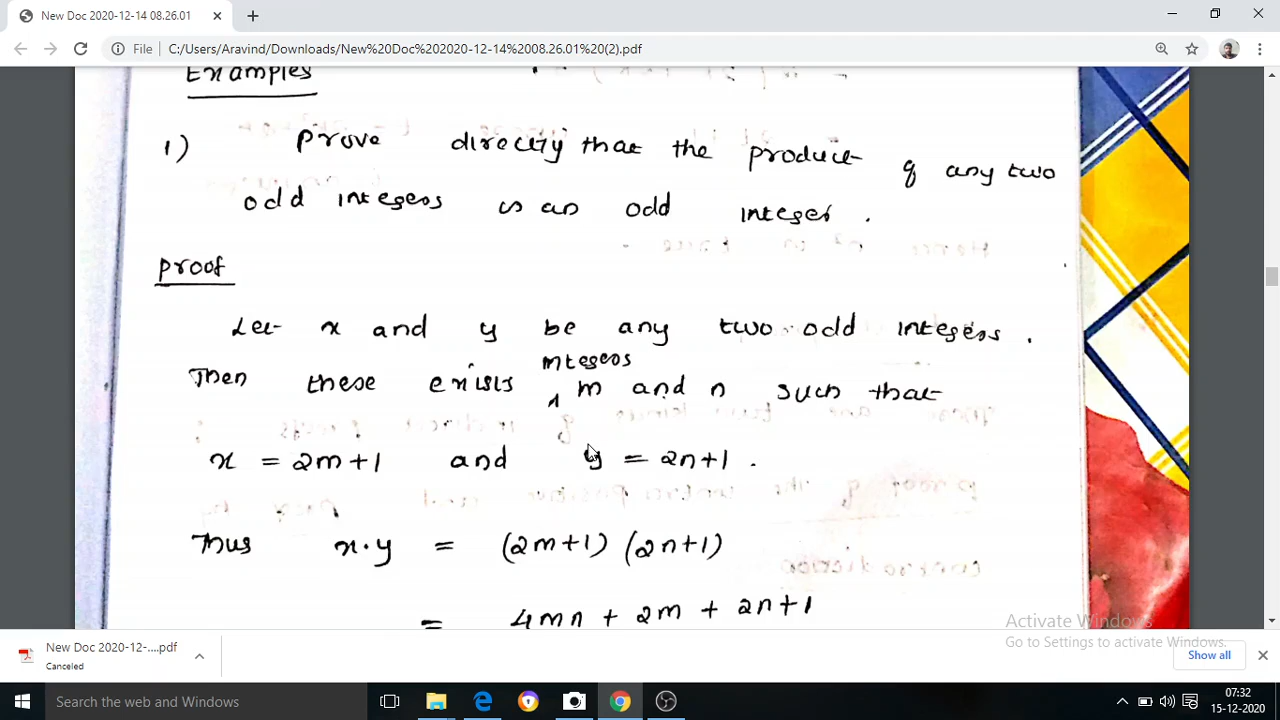 New Doc 2020-12-14 08.26.01
File C:/Users/Aravind/Downloads/New%20Doc%202020-12-14%2008.26.01%20(2).pdf
Examples
1) Prove directly that the product of any two
odd integers is an odd integer.
Proof
Let x and y be any two odd integers.
integers
Then there exists ∧ m and n such that
x = 2m+1 and y = 2n+1.
Thus x·y = (2m+1) (2n+1)
= 4mn + 2m + 2n+1
Activate Windows
Go to Settings to activate Windows.
New Doc 2020-12-....pdf
Canceled
Show all
Search the web and Windows
07:32
15-12-2020